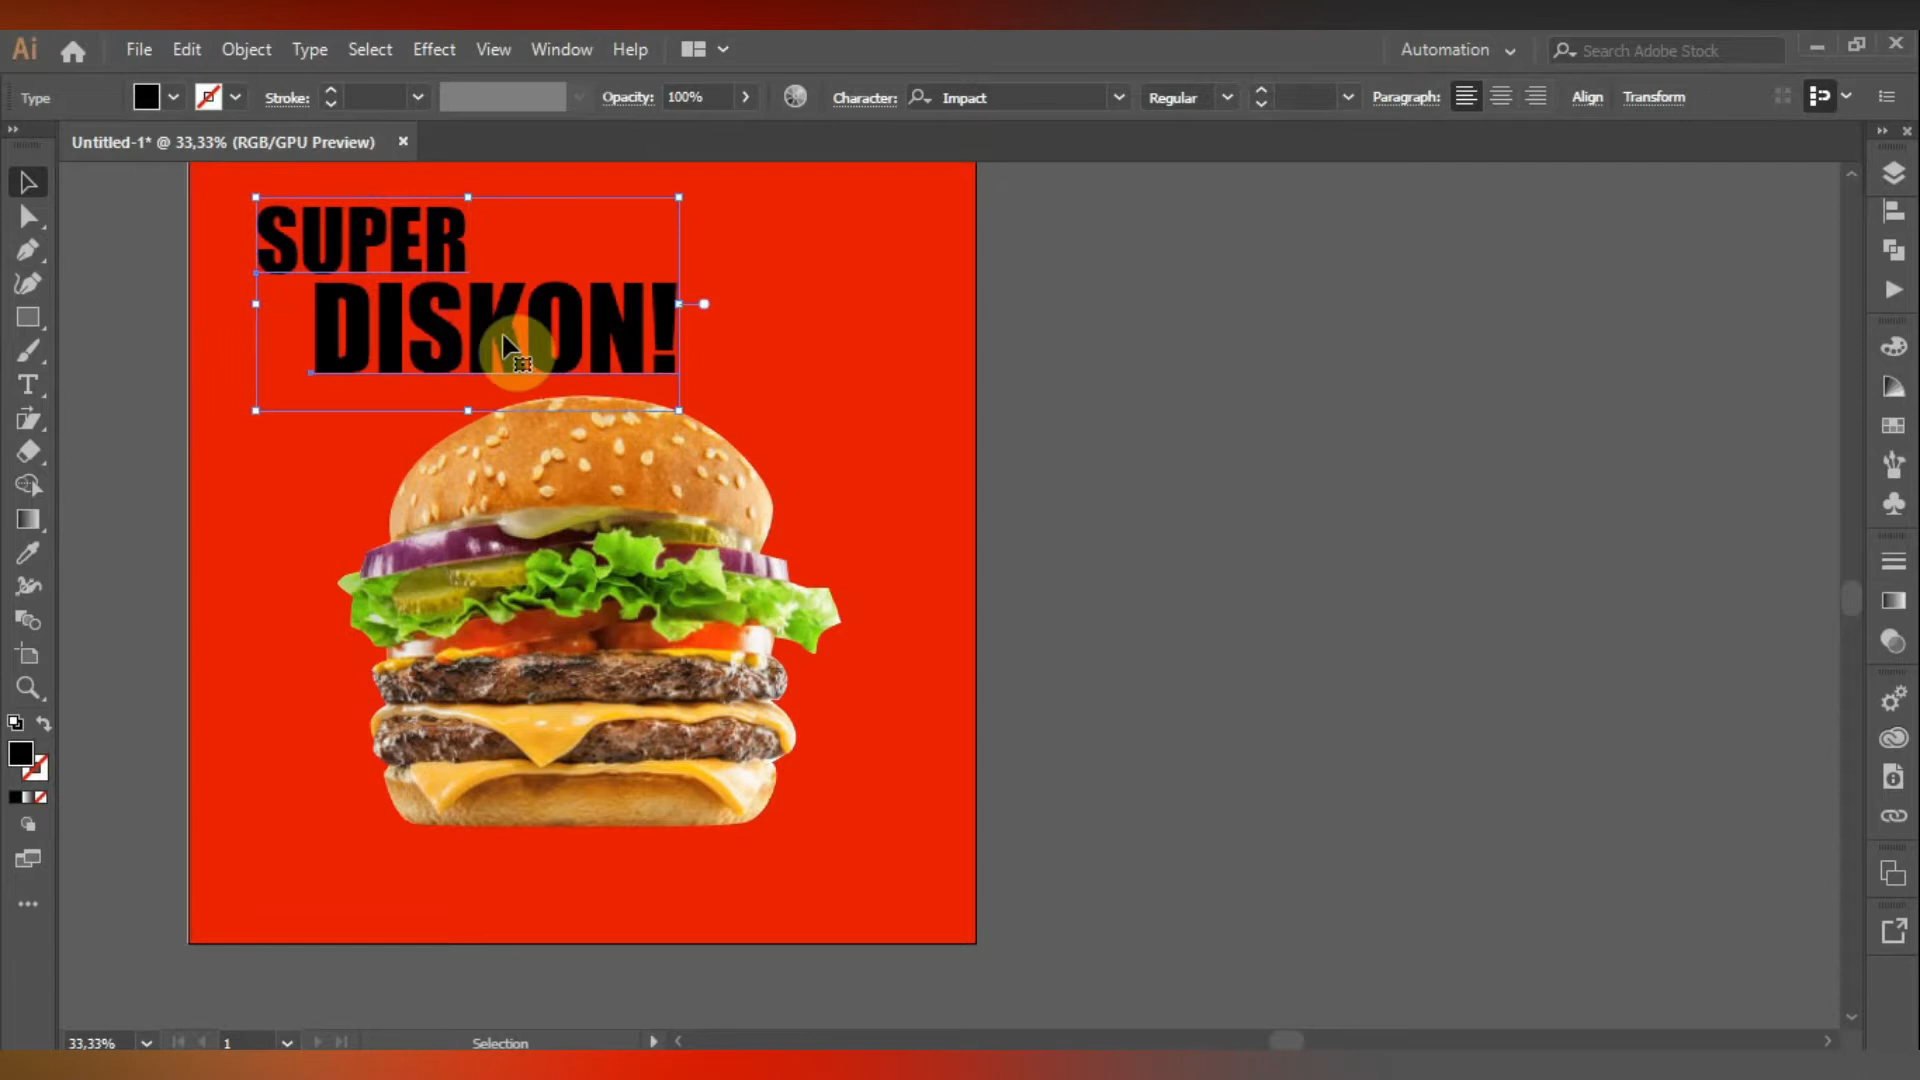 Ai File Edit Object Type Select Effect View Window Help Automation Search Adobe Stock
Type Stroke: Opacity: 100% Character: Impact Regular Paragraph: Align Transform
Untitled-1* @ 33,33% (RGB/GPU Preview)
SUPER
DISKON!
33,33% 1 Selection